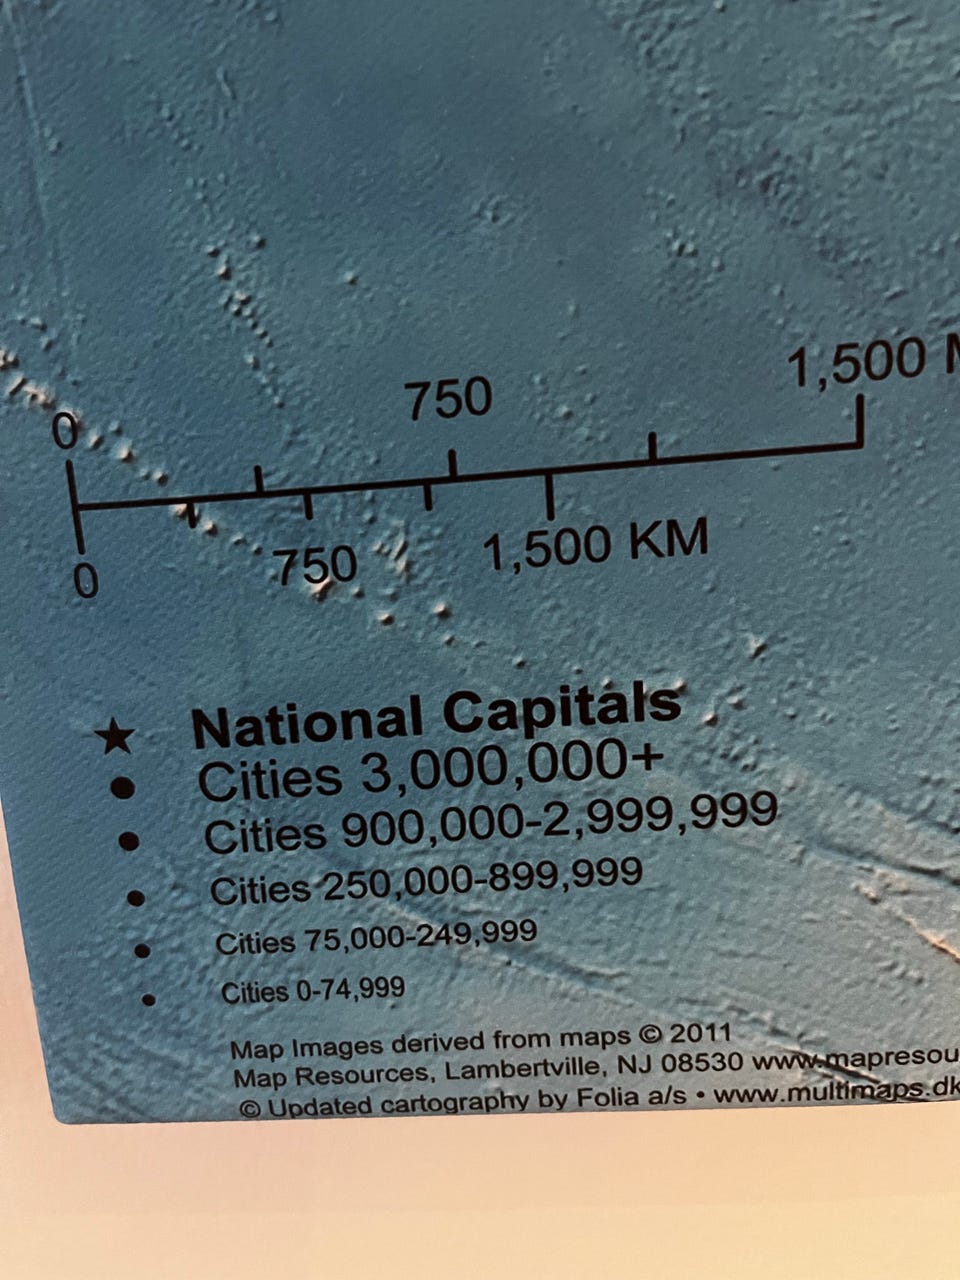 0 750 1,500 M
0 750 1,500 KM
National Capitals
Cities 3,000,000+
Cities 900,000-2,999,999
Cities 250,000-899,999
Cities 75,000-249,999
Cities 0-74,999
Map Images derived from maps © 2011
Map Resources, Lambertville, NJ 08530 www.mapresou
© Updated cartography by Folia a/s • www.multimaps.dk